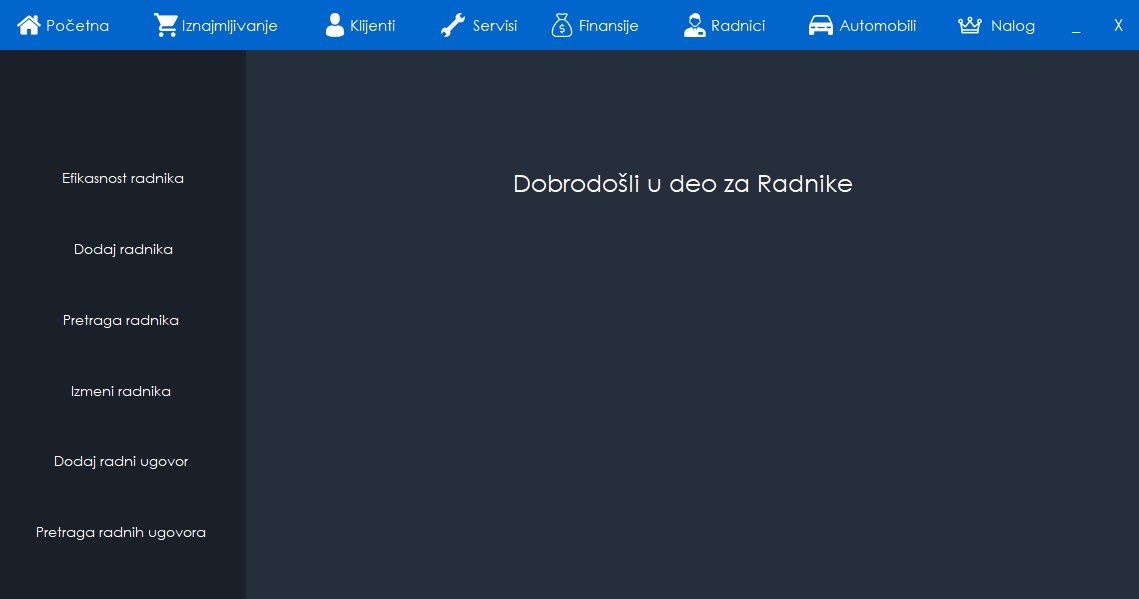 Početna Iznajmljivanje Klijenti Servisi Finansije Radnici Automobili Nalog _ X
Efikasnost radnika
Dobrodošli u deo za Radnike
Dodaj radnika
Pretraga radnika
Izmeni radnika
Dodaj radni ugovor
Pretraga radnih ugovora